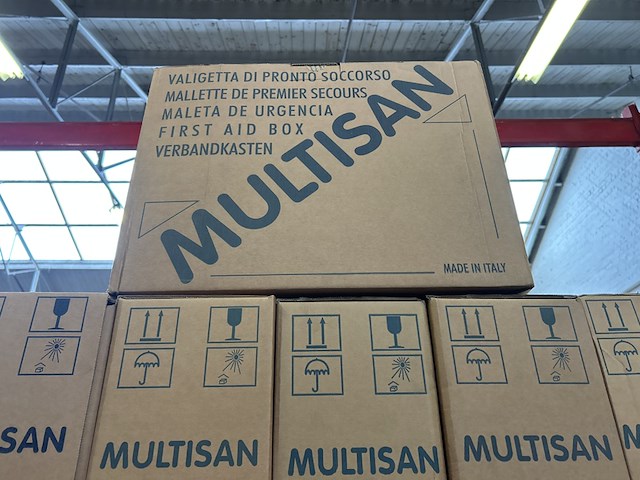 VALIGETTA DI PRONTO SOCCORSO
MALLETTE DE PREMIER SECOURS
MALETA DE URGENCIA
FIRST AID BOX
VERBANDKASTEN
MULTISAN
MADE IN ITALY
SAN
MULTISAN
MULTISAN
MULTISAN
M